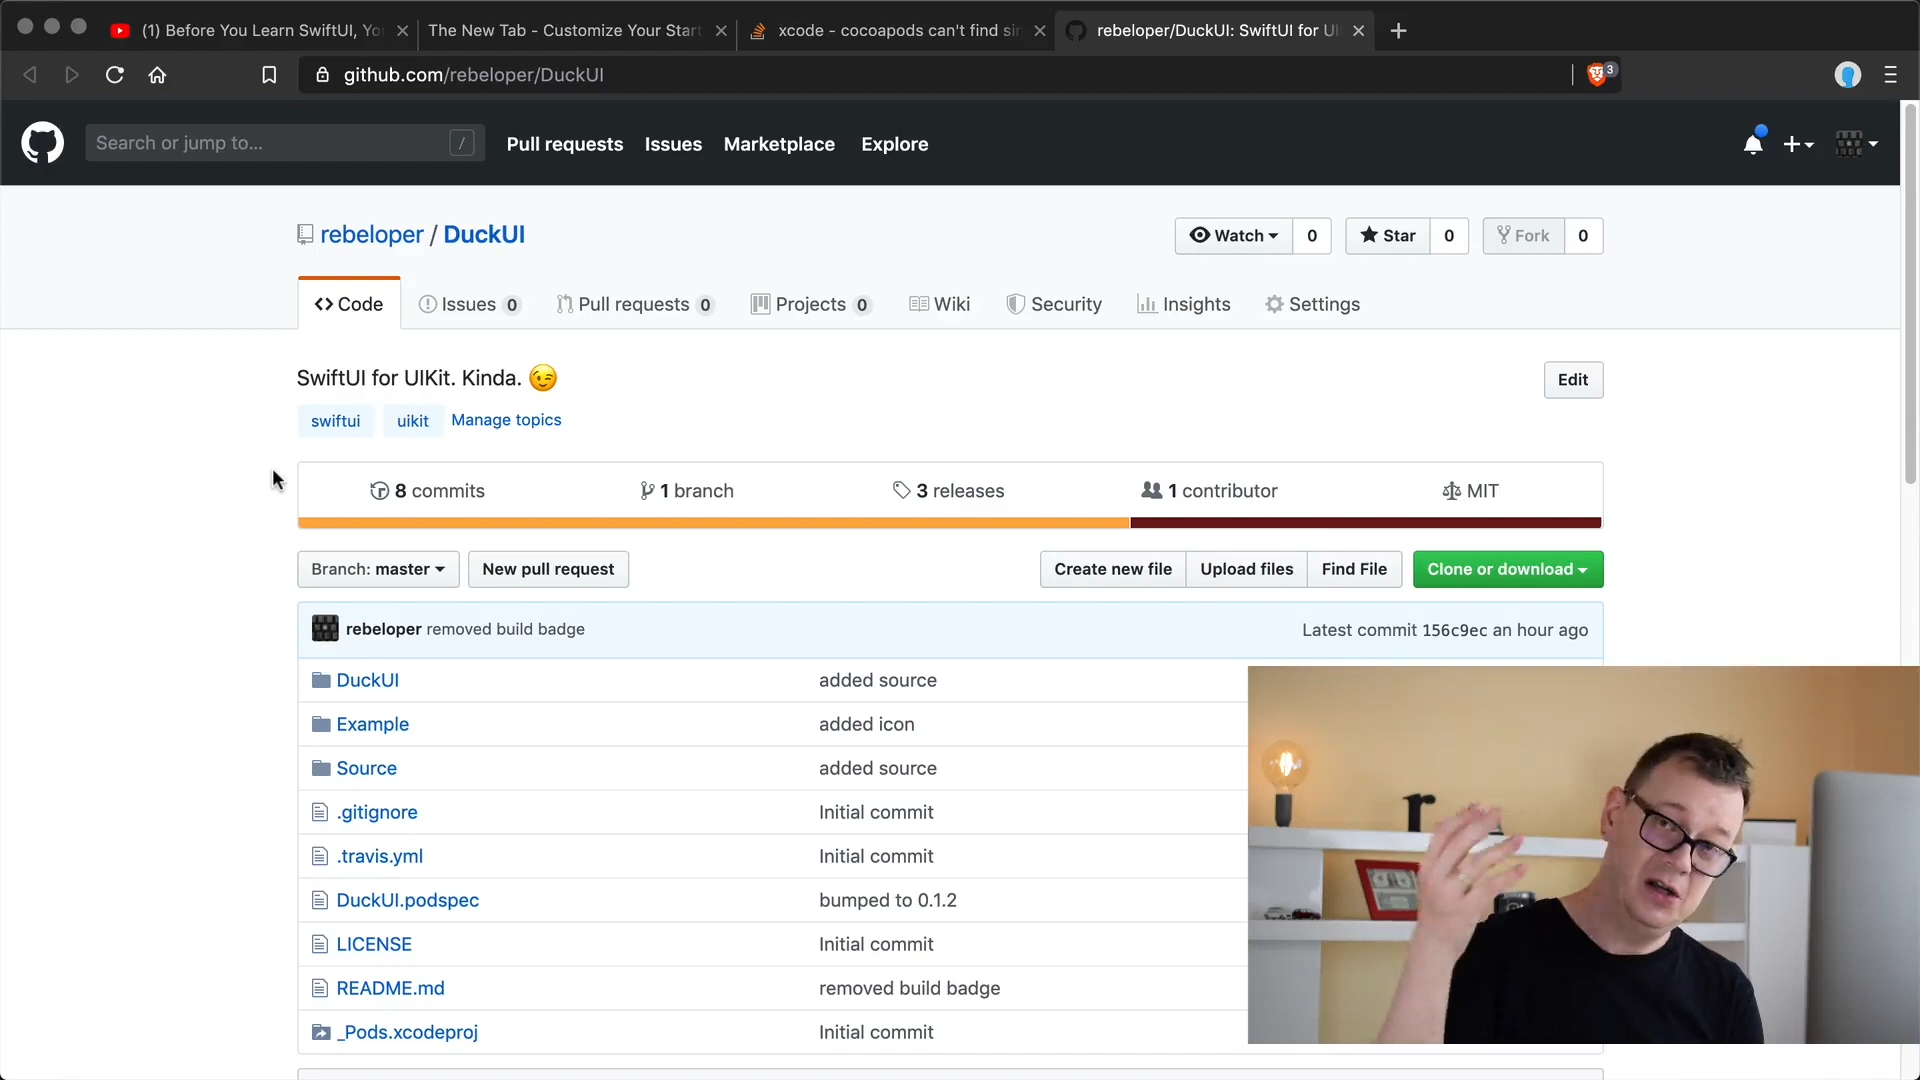 (1) Before You Learn SwiftUI, Yo
The New Tab - Customize Your Start
xcode - cocoapods can't find sim
rebeloper/DuckUI: SwiftUI for UI
github.com/rebeloper/DuckUI
3
Search or jump to...
/
Pull requests
Issues
Marketplace
Explore
rebeloper / DuckUI
Watch 0
Star 0
Fork 0
Code
Issues 0
Pull requests 0
Projects 0
Wiki
Security
Insights
Settings
SwiftUI for UIKit. Kinda. 😉
Edit
swiftui
uikit
Manage topics
8 commits
1 branch
3 releases
1 contributor
MIT
Branch: master
New pull request
Create new file
Upload files
Find File
Clone or download
rebeloper removed build badge
Latest commit 156c9ec an hour ago
DuckUI added source
Example added icon
Source added source
.gitignore Initial commit
.travis.yml Initial commit
DuckUI.podspec bumped to 0.1.2
LICENSE Initial commit
README.md removed build badge
_Pods.xcodeproj Initial commit